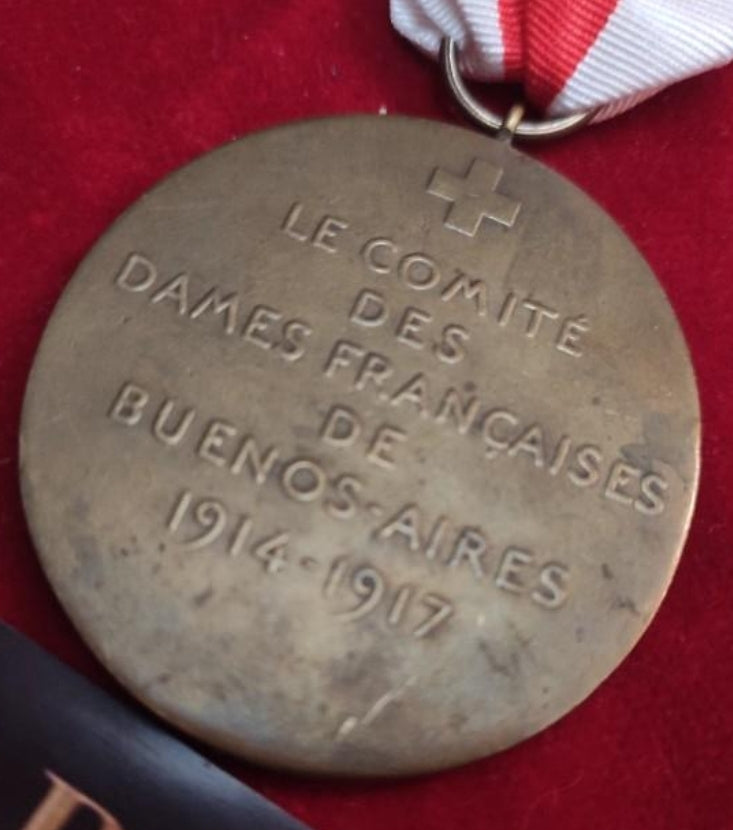 LE COMITÉ
DES
DAMES FRANÇAISES
DE
BUENOS-AIRES
1914-1917